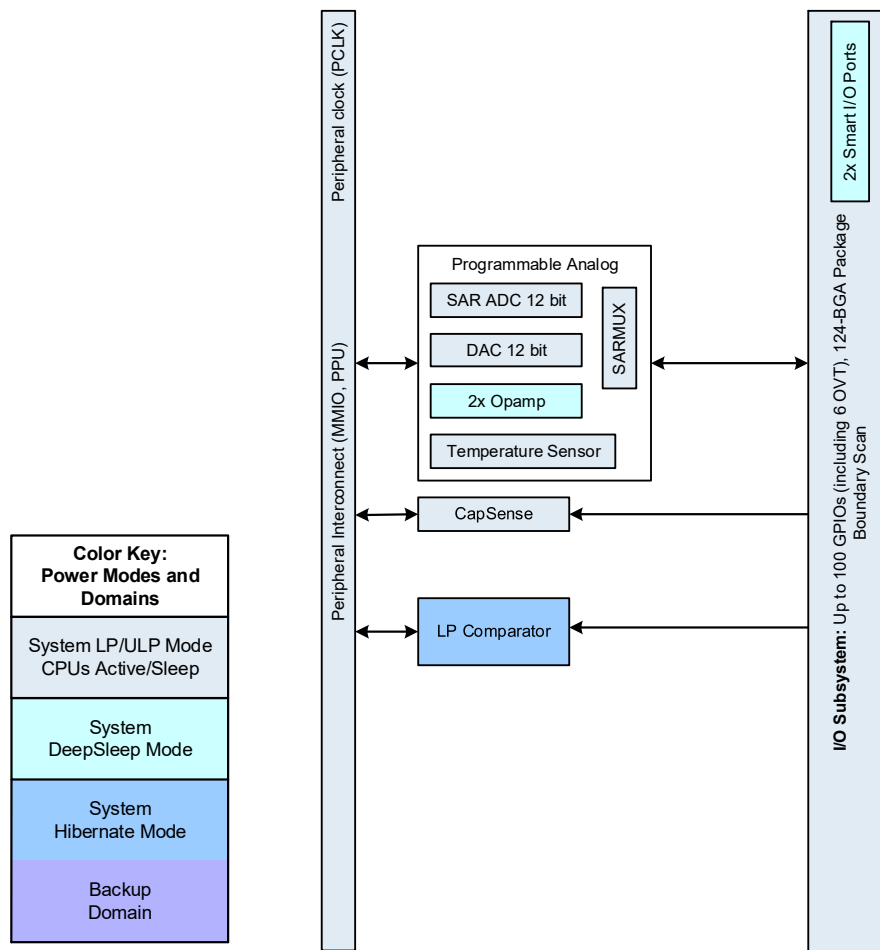 Peripheral clock (PCLK)
Peripheral Interconnect (MMIO, PPU)
Programmable Analog
SAR ADC 12 bit
DAC 12 bit
2x Opamp
Temperature Sensor
SARMUX
CapSense
LP Comparator
2x Smart I/O Ports
I/O Subsystem: Up to 100 GPIOs (including 6 OVT), 124-BGA Package
Boundary Scan
Color Key:
Power Modes and
Domains
System LP/ULP Mode
CPUs Active/Sleep
System
DeepSleep Mode
System
Hibernate Mode
Backup
Domain